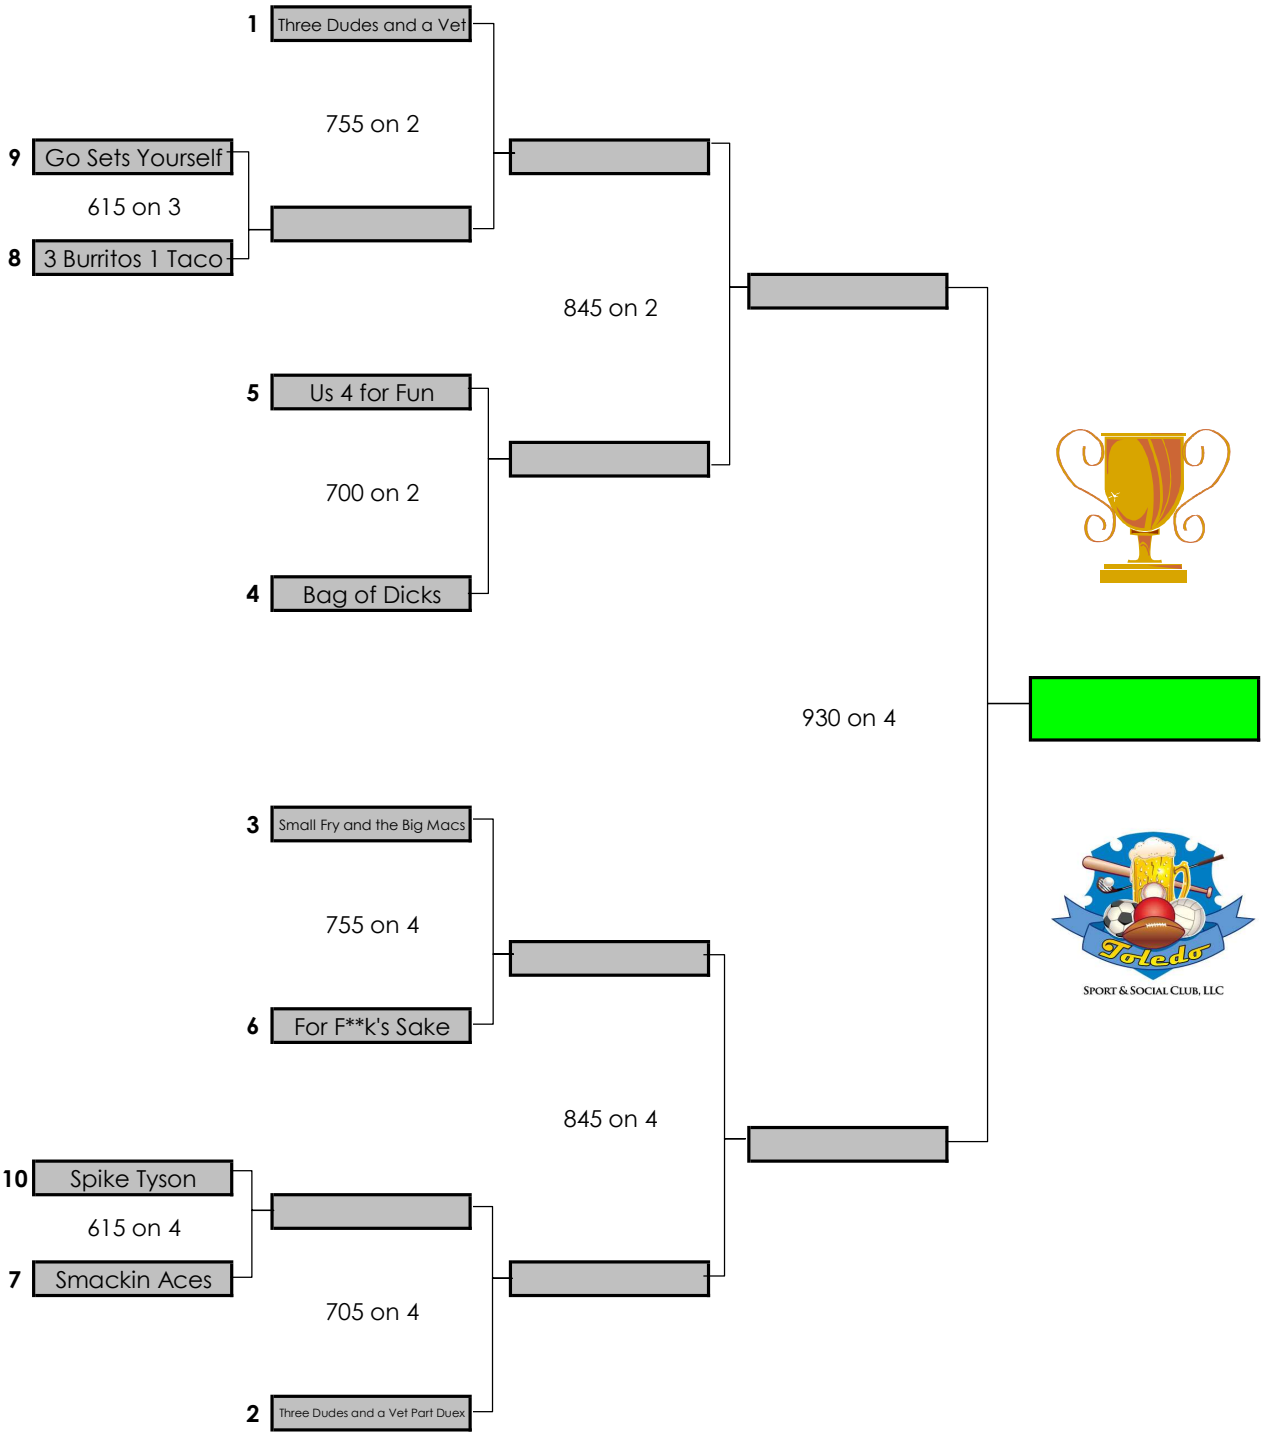 1 Three Dudes and a Vet
755 on 2
9 Go Sets Yourself
615 on 3
8 3 Burritos 1 Taco
845 on 2
5 Us 4 for Fun
700 on 2
4 Bag of Dicks
930 on 4
3 Small Fry and the Big Macs
755 on 4
6 For F**k's Sake
Toledo
SPORT & SOCIAL CLUB, LLC
845 on 4
10 Spike Tyson
615 on 4
7 Smackin Aces
705 on 4
2 Three Dudes and a Vet Part Duex